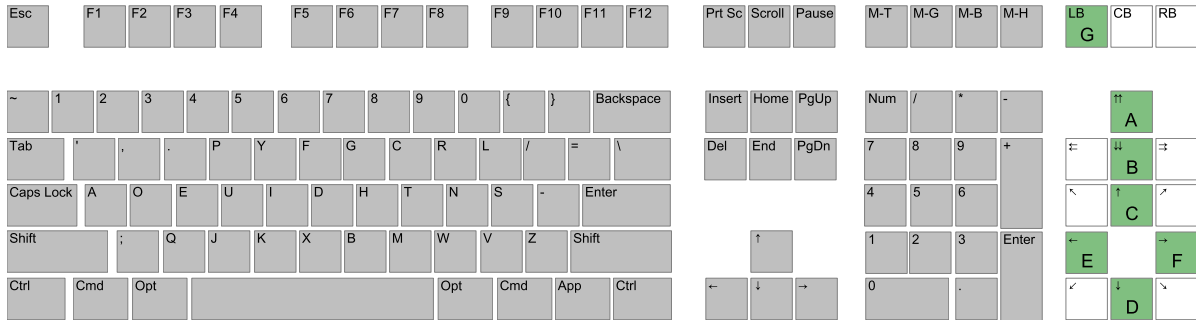 Esc F1 F2 F3 F4 F5 F6 F7 F8 F9 F10 F11 F12 Prt Sc Scroll Pause M-T M-G M-B M-H LB CB RB
G
~ 1 2 3 4 5 6 7 8 9 0 { } Backspace Insert Home PgUp Num / * - ⇈
A
Tab ' , . P Y F G C R L / = \ Del End PgDn 7 8 9 + ⇇ ⇊ ⇉
B
Caps Lock A O E U I D H T N S - Enter 4 5 6 ↖ ↑ ↗
C
Shift ; Q J K X B M W V Z Shift ↑ 1 2 3 Enter ← →
E F
Ctrl Cmd Opt Opt Cmd App Ctrl ← ↓ → 0 . ↙ ↓ ↘
D